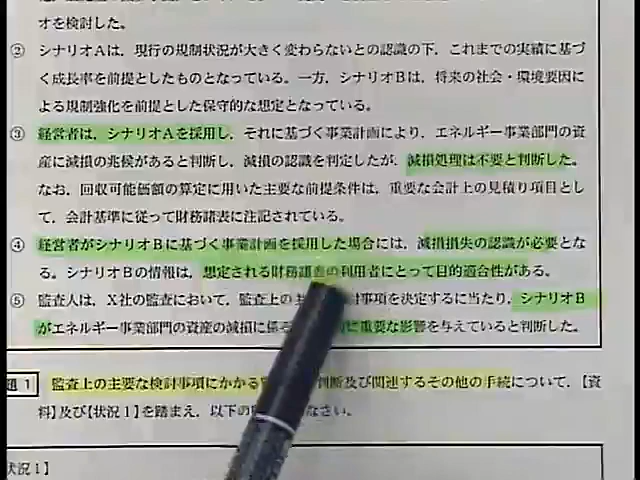 オを検討した。
② シナリオAは、現行の規制状況が大きく変わらないとの認識の下、これまでの実績に基づ
く成長率を前提としたものとなっている。一方、シナリオBは、将来の社会・環境要因に
よる規制強化を前提とした保守的な想定となっている。
③ 経営者は、シナリオAを採用し、それに基づく事業計画により、エネルギー事業部門の資
産に減損の兆候があると判断し、減損の認識を判定したが、減損処理は不要と判断した。
なお、回収可能価額の算定に用いた主要な前提条件は、重要な会計上の見積り項目とし
て、会計基準に従って財務諸表に注記されている。
④ 経営者がシナリオBに基づく事業計画を採用した場合には、減損損失の認識が必要とな
る。シナリオBの情報は、想定される財務諸表の利用者にとって目的適合性がある。
⑤ 監査人は、X社の監査において、監査上の主 事項を決定するに当たり、シナリオB
がエネルギー事業部門の資産の減損に係る に重要な影響を与えていると判断した。
題1 監査上の主要な検討事項にかかる 判断及び関連するその他の手続について、【資
料】及び【状況1】を踏まえ、以下の なさい。
状況1】